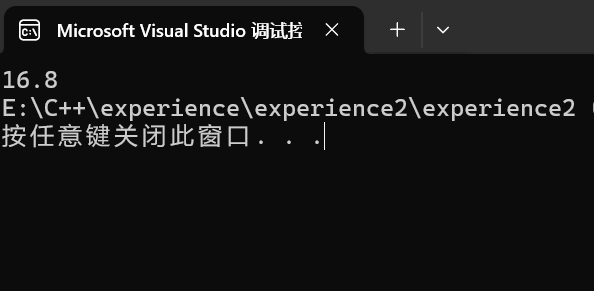 Microsoft Visual Studio 调试控
16.8
E:\C++\experience\experience2\experience2
按任意键关闭此窗口. . .